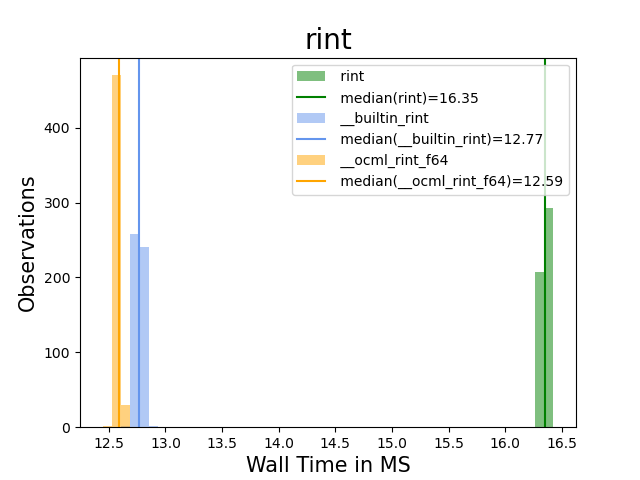 rint
rint
median(rint)=16.35
__builtin_rint
median(__builtin_rint)=12.77
__ocml_rint_f64
median(__ocml_rint_f64)=12.59
Observations
400
300
200
100
0
12.5 13.0 13.5 14.0 14.5 15.0 15.5 16.0 16.5
Wall Time in MS